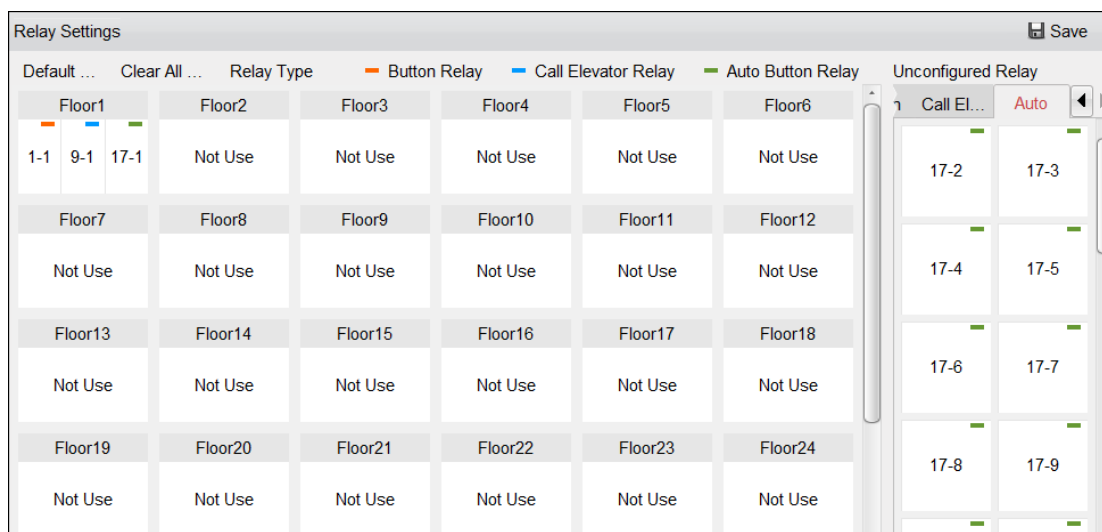 Relay Settings Save
Default ... Clear All ... Relay Type Button Relay Call Elevator Relay Auto Button Relay Unconfigured Relay
Floor1 Floor2 Floor3 Floor4 Floor5 Floor6 Call El... Auto
1-1 9-1 17-1 Not Use Not Use Not Use Not Use Not Use 17-2 17-3
Floor7 Floor8 Floor9 Floor10 Floor11 Floor12
Not Use Not Use Not Use Not Use Not Use Not Use 17-4 17-5
Floor13 Floor14 Floor15 Floor16 Floor17 Floor18
Not Use Not Use Not Use Not Use Not Use Not Use 17-6 17-7
Floor19 Floor20 Floor21 Floor22 Floor23 Floor24
17-8 17-9
Not Use Not Use Not Use Not Use Not Use Not Use